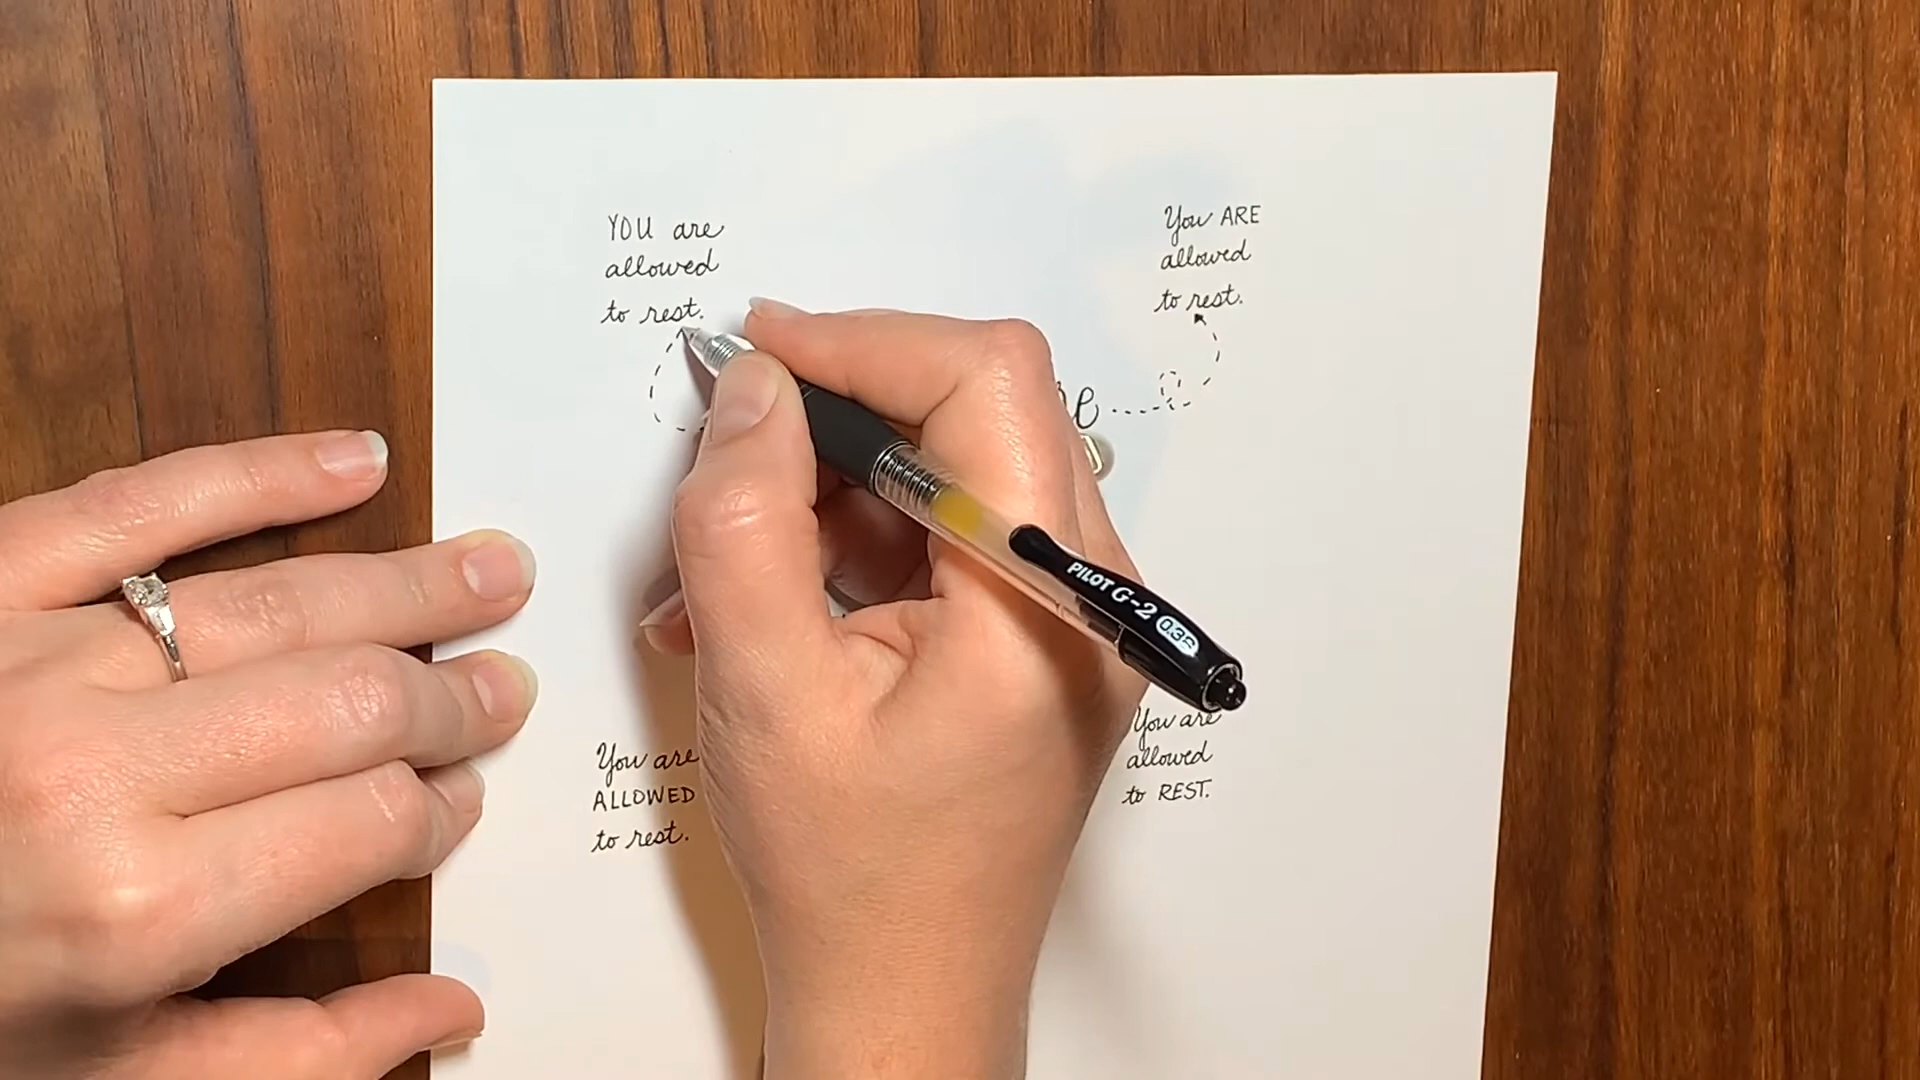 YOU are
allowed
to rest.
You ARE
allowed
to rest.
PILOT G-2
You are
ALLOWED
to rest.
You are
allowed
to REST.